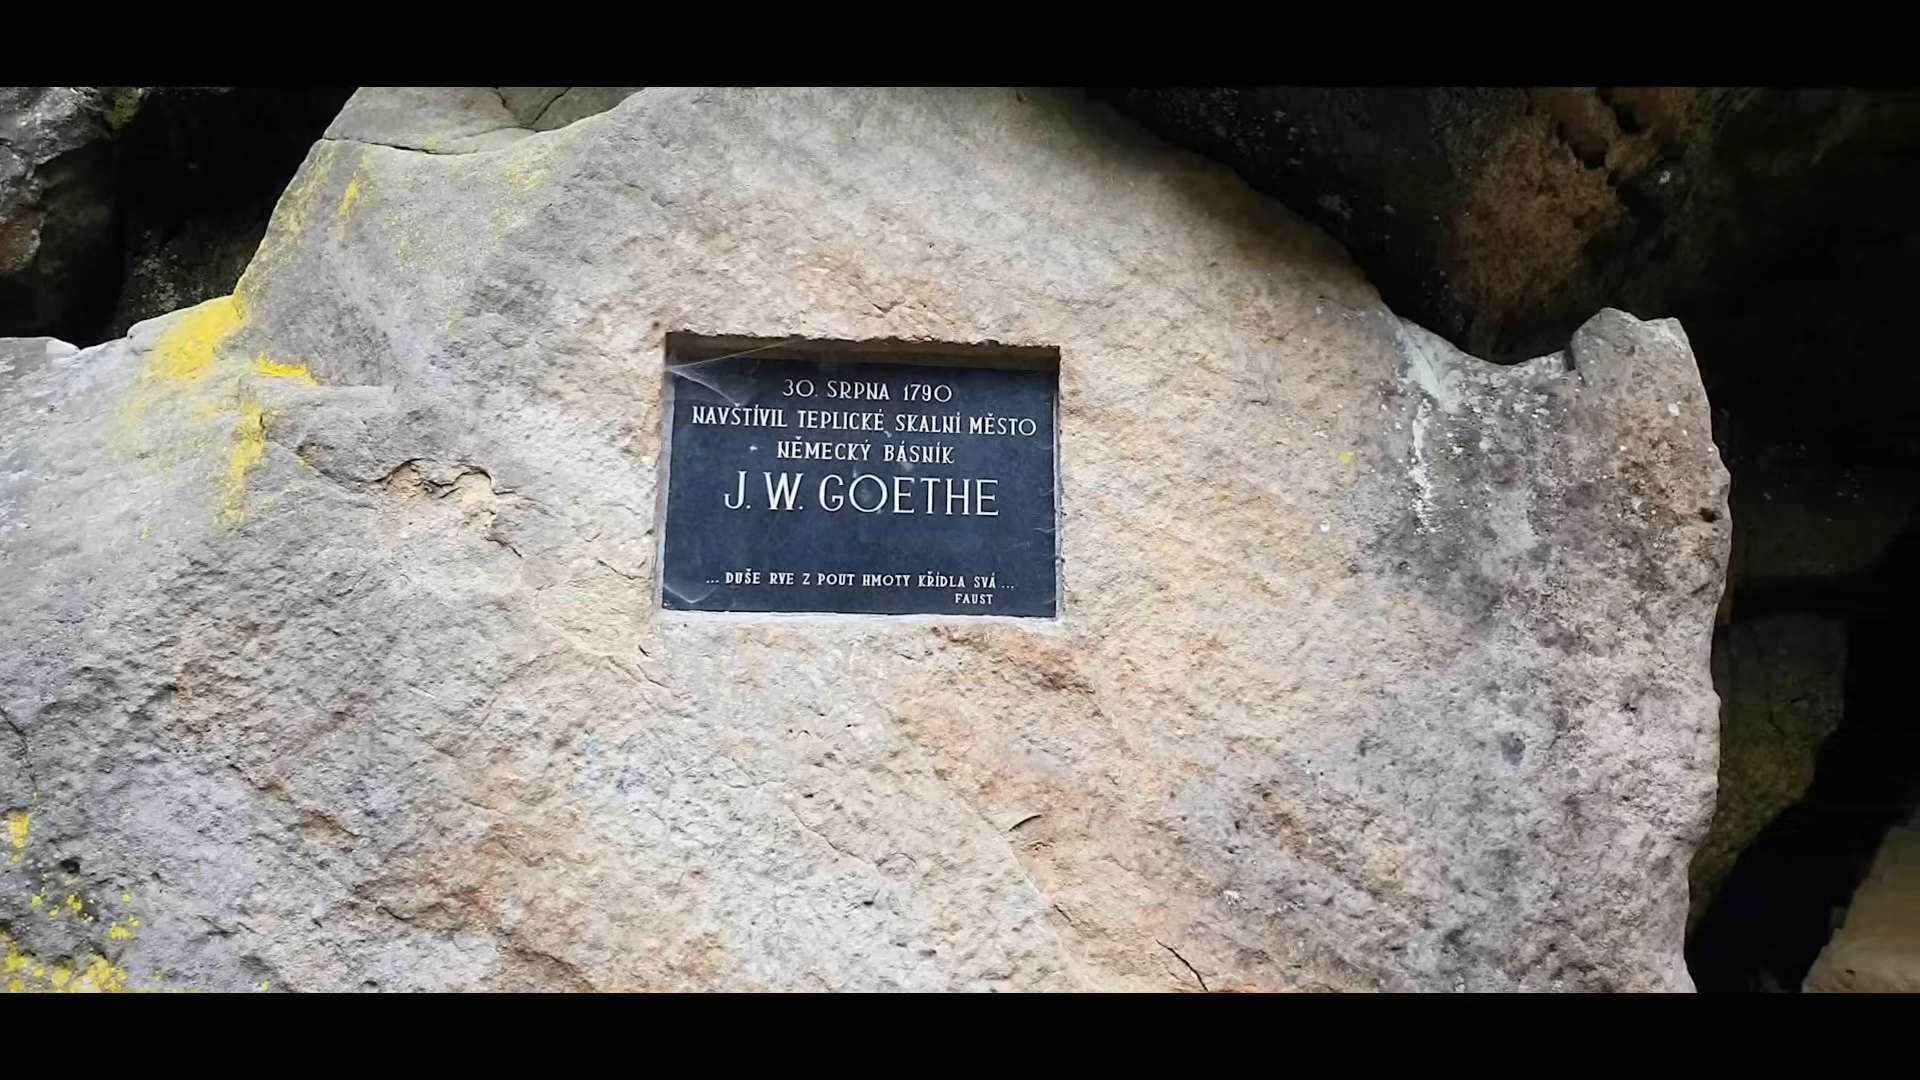 30. SRPNA 1790
NAVŠTÍVIL TEPLICKÉ SKALNÍ MĚSTO
NĚMECKÝ BÁSNÍK
J. W. GOETHE
... DUŠE RVE Z POUT HMOTY KŘÍDLA SVÁ ...
FAUST